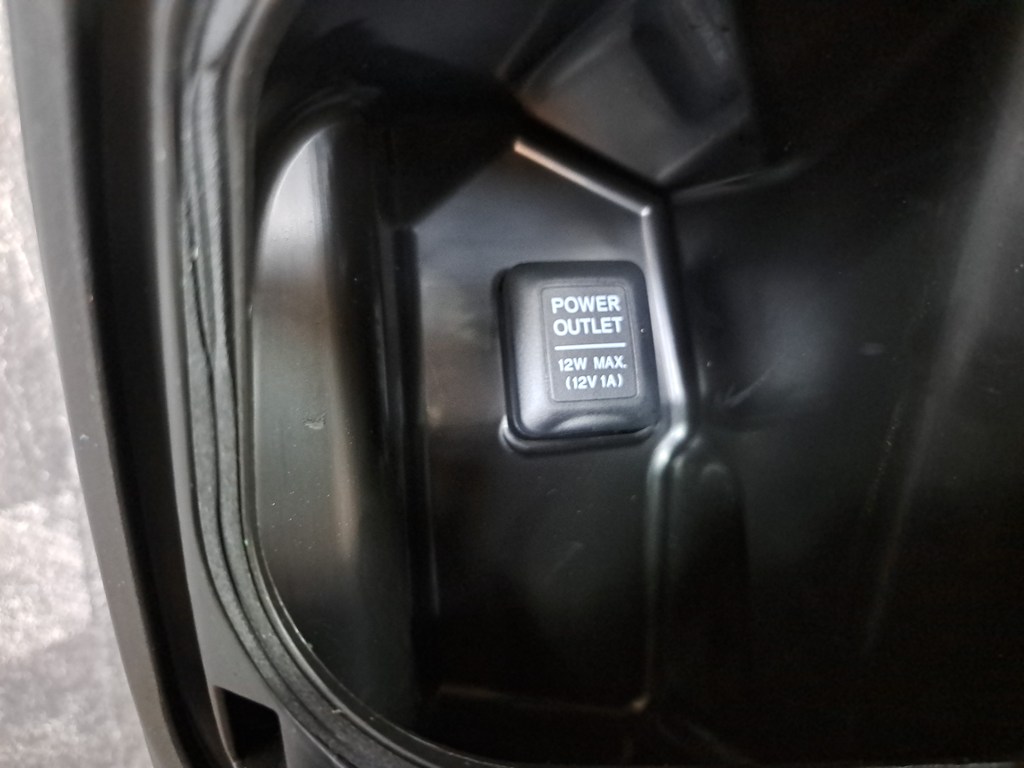 POWER
OUTLET
12W MAX.
(12V 1A)